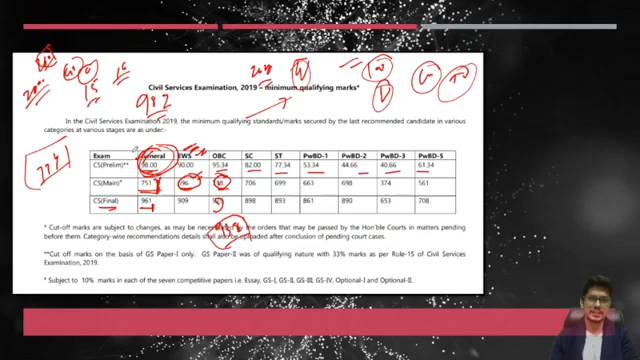 982
Civil Services Examination, 2019 – minimum qualifying marks*
In the Civil Services Examination 2019, the minimum qualifying standards/marks secured by the last recommended candidate in various
categories at various stages are as under:-
Exam General EWS OBC SC ST PwBD-1 PwBD-2 PwBD-3 PwBD-5
CS(Prelim)** 98.00 90.00 95.34 82.00 77.34 53.34 44.66 40.66 61.34
CS(Main)# 751 696 718 706 699 663 698 374 561
CS(Final) 961 909 898 893 861 890 653 708
* Cut-off marks are subject to changes, as may be necessitated by the orders that may be passed by the Hon'ble Courts in matters pending
before them. Category-wise recommendations details shall also be uploaded after conclusion of pending court cases.
**Cut off marks on the basis of GS Paper-I only. GS Paper-II was of qualifying nature with 33% marks as per Rule-15 of Civil Services
Examination, 2019.
# Subject to 10% marks in each of the seven competitive papers i.e. Essay, GS-I, GS-II, GS-III, GS-IV, Optional-I and Optional-II.